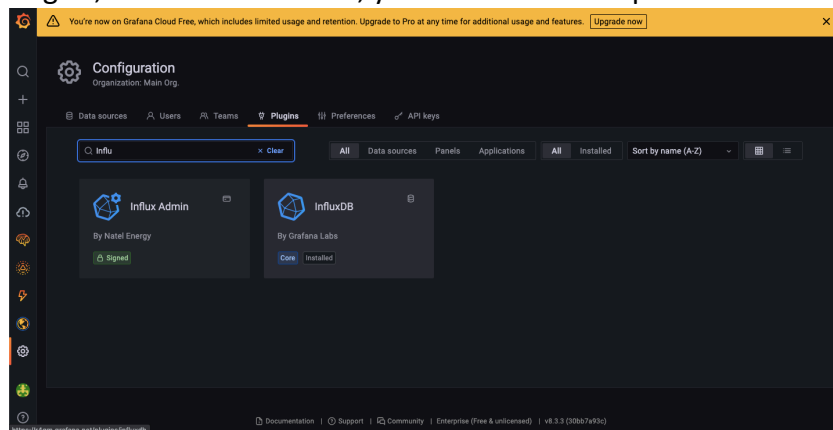 You're now on Grafana Cloud Free, which includes limited usage and retention. Upgrade to Pro at any time for additional usage and features. Upgrade now
Configuration
Organization: Main Org.
Data sources Users Teams Plugins Preferences API keys
Influ Clear All Data sources Panels Applications All Installed Sort by name (A-Z)
Influx Admin InfluxDB
By Natel Energy By Grafana Labs
Signed Core Installed
Documentation | Support | Community | Enterprise (Free & unlicensed) | v8.3.3 (30bb7a93c)